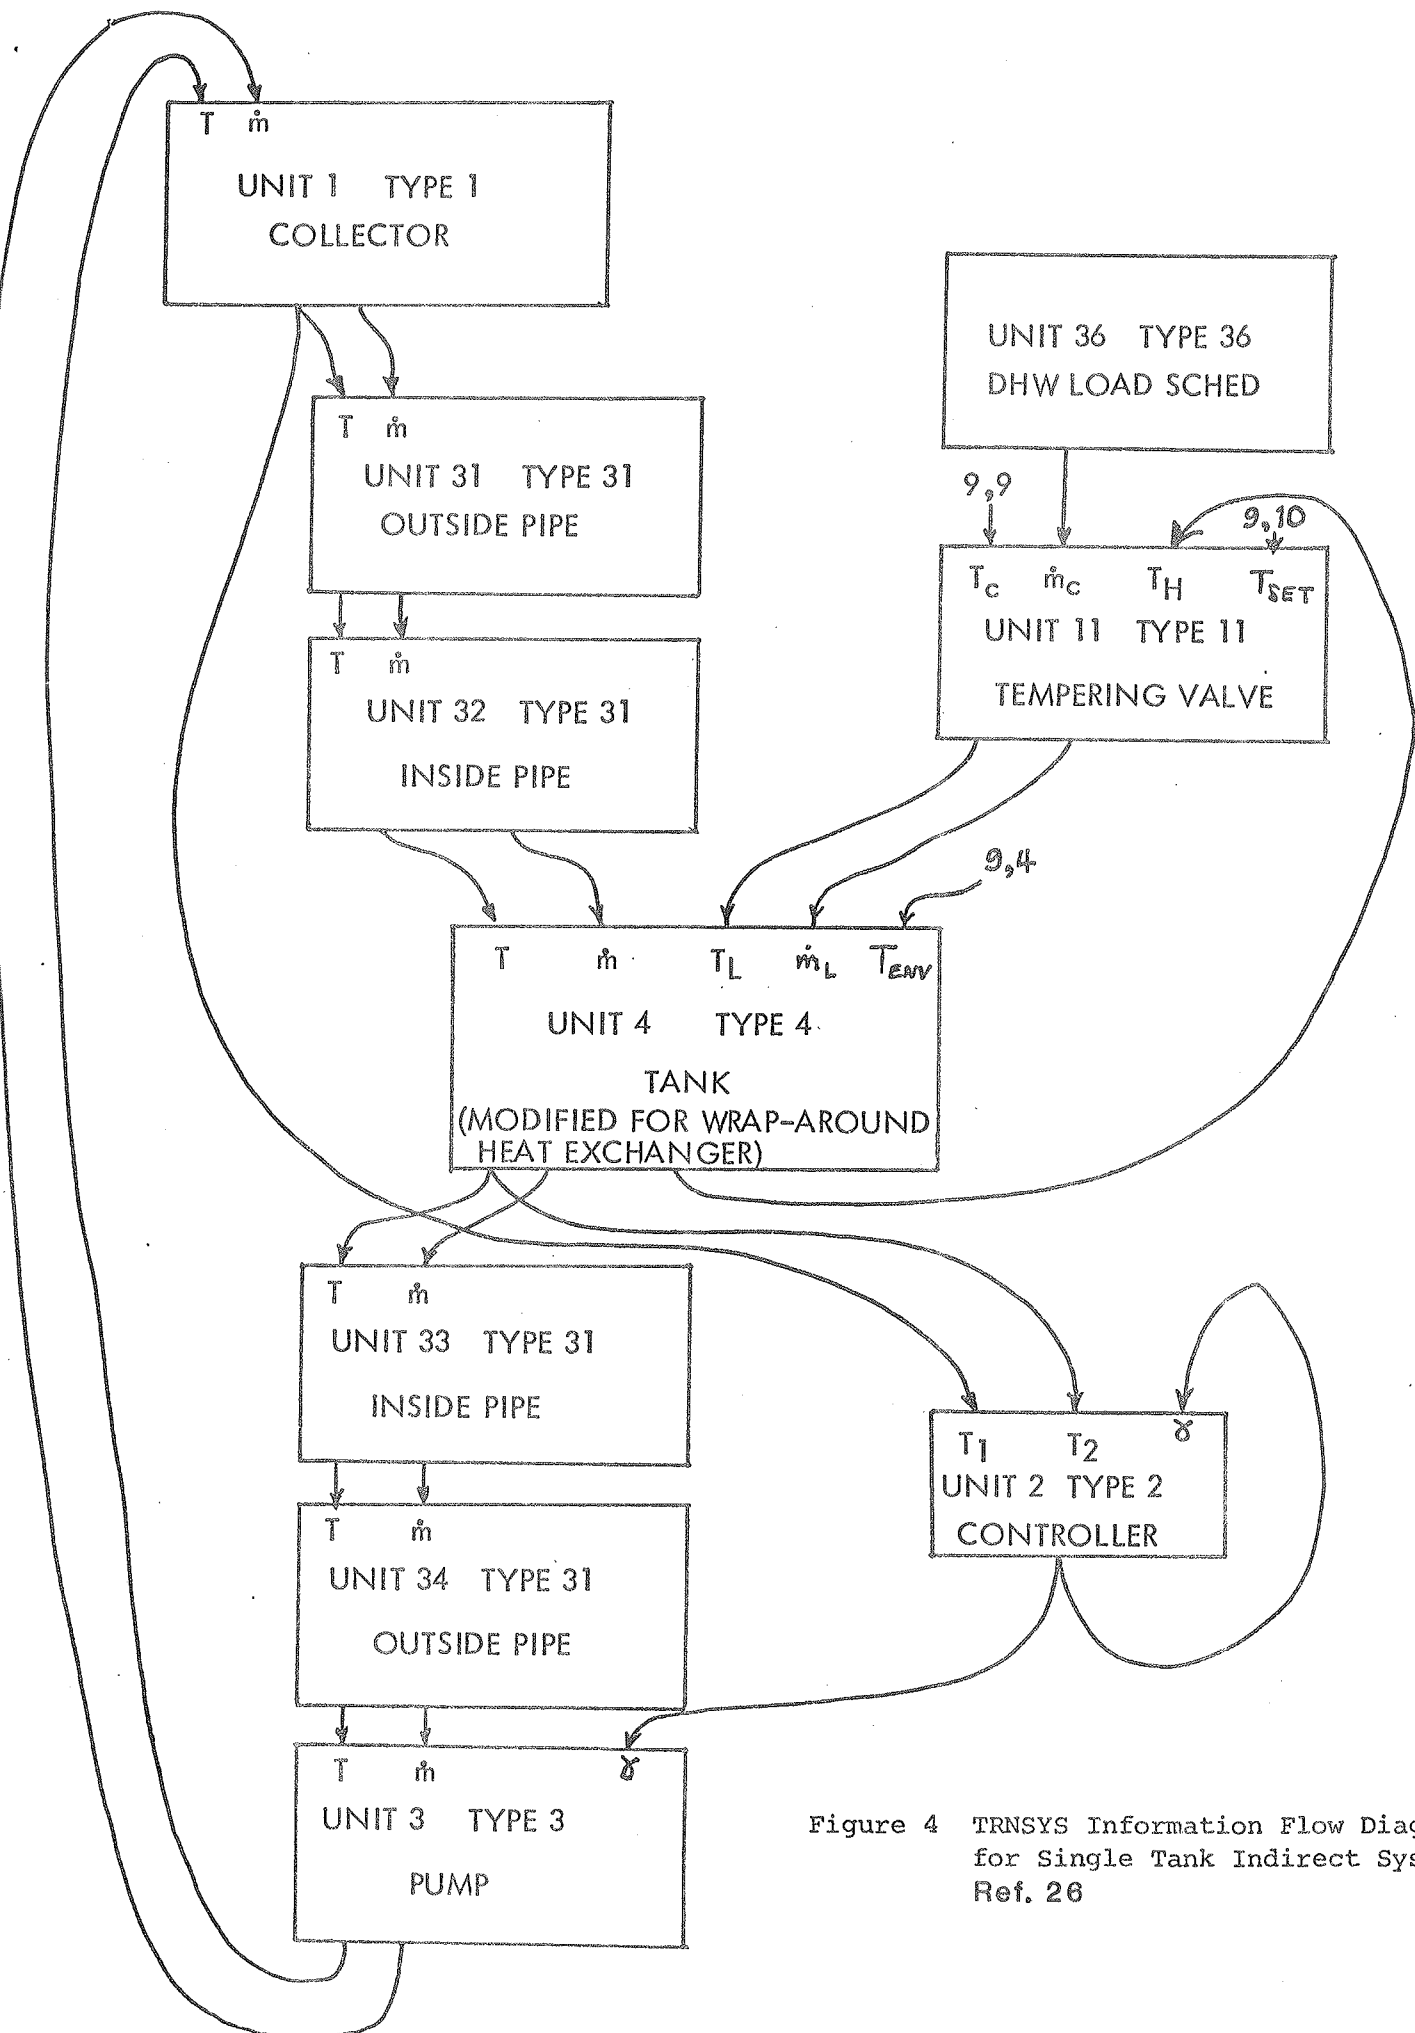 T ṁ
UNIT 1 TYPE 1
COLLECTOR
UNIT 36 TYPE 36
DHW LOAD SCHED
T ṁ
UNIT 31 TYPE 31
OUTSIDE PIPE
9,9
9,10
T_C ṁ_C T_H T_SET
UNIT 11 TYPE 11
TEMPERING VALVE
T ṁ
UNIT 32 TYPE 31
INSIDE PIPE
9,4
T ṁ T_L ṁ_L T_ENV
UNIT 4 TYPE 4
TANK
(MODIFIED FOR WRAP-AROUND
HEAT EXCHANGER)
T ṁ
UNIT 33 TYPE 31
INSIDE PIPE
T1 T2 γ
UNIT 2 TYPE 2
CONTROLLER
T ṁ
UNIT 34 TYPE 31
OUTSIDE PIPE
T ṁ γ
UNIT 3 TYPE 3
PUMP
Figure 4 TRNSYS Information Flow Diag
for Single Tank Indirect Sys
Ref. 26